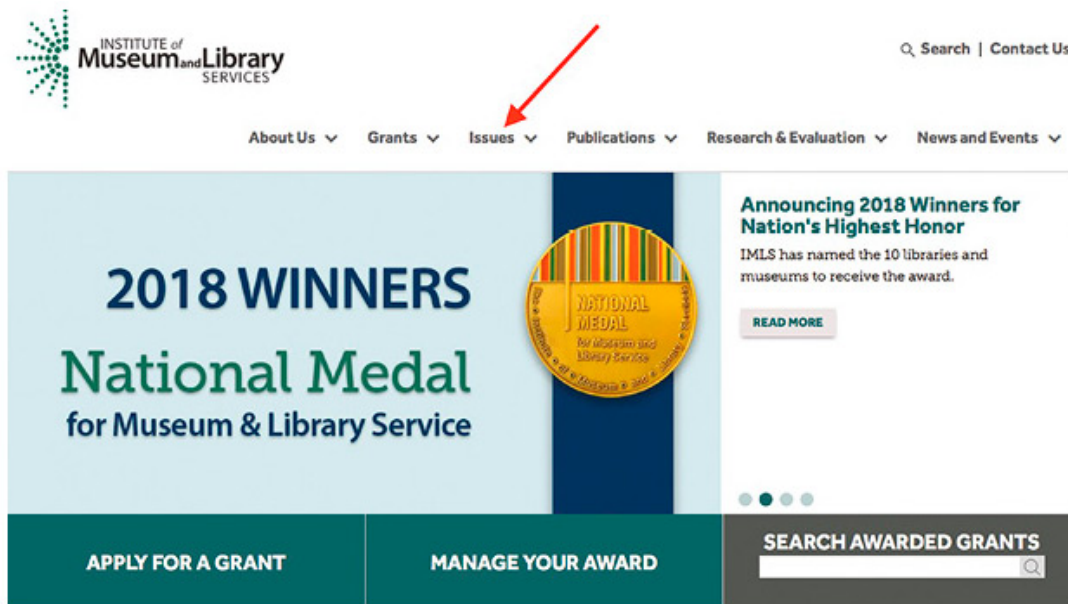 INSTITUTE of
Museum and Library
SERVICES
Search | Contact Us
About Us
Grants
Issues
Publications
Research & Evaluation
News and Events
2018 WINNERS
National Medal
for Museum & Library Service
NATIONAL
MEDAL
for Museum and
Library Service
Announcing 2018 Winners for
Nation's Highest Honor
IMLS has named the 10 libraries and
museums to receive the award.
READ MORE
APPLY FOR A GRANT
MANAGE YOUR AWARD
SEARCH AWARDED GRANTS